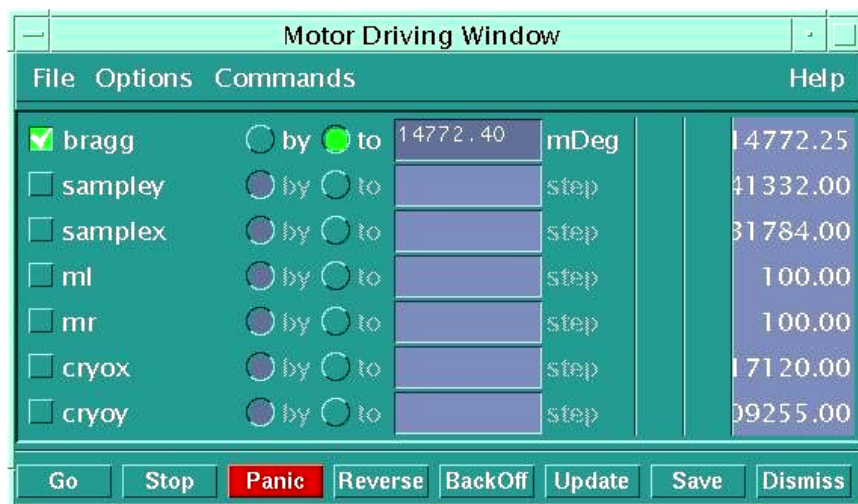 Motor Driving Window
File Options Commands Help
bragg by to 14772.40 mDeg 14772.25
sampley by to step 41332.00
samplex by to step 31784.00
ml by to step 100.00
mr by to step 100.00
cryox by to step 17120.00
cryoy by to step 09255.00
Go Stop Panic Reverse BackOff Update Save Dismiss